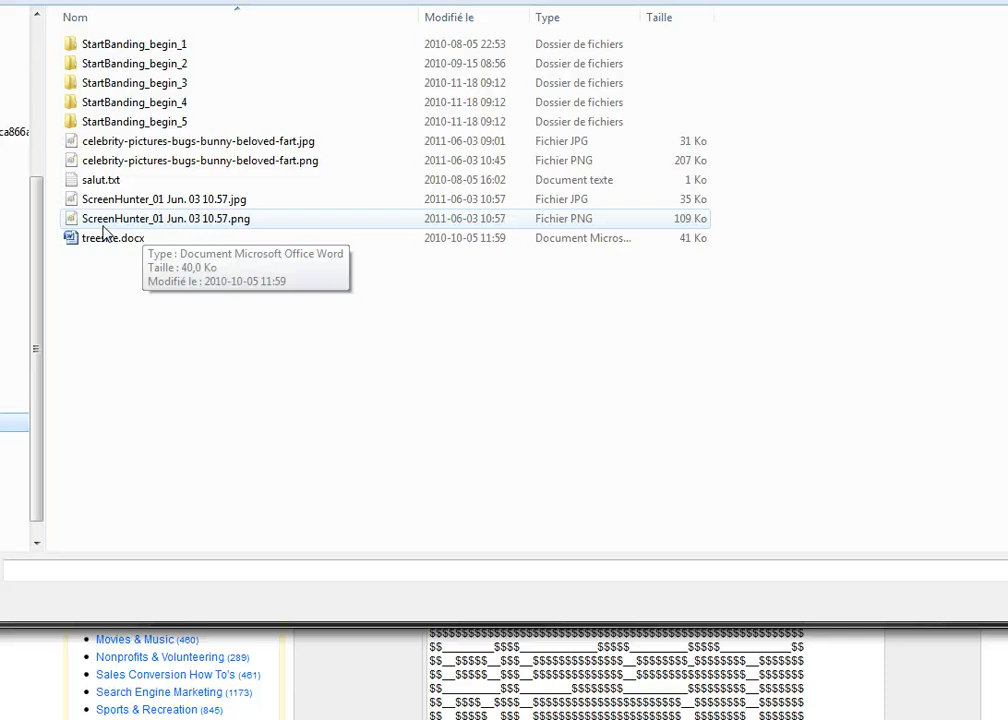 Nom Modifié le Type Taille
StartBanding_begin_1 2010-08-05 22:53 Dossier de fichiers
StartBanding_begin_2 2010-09-15 08:56 Dossier de fichiers
StartBanding_begin_3 2010-11-18 09:12 Dossier de fichiers
StartBanding_begin_4 2010-11-18 09:12 Dossier de fichiers
StartBanding_begin_5 2010-11-18 09:12 Dossier de fichiers
ca866a
celebrity-pictures-bugs-bunny-beloved-fart.jpg 2011-06-03 09:01 Fichier JPG 31 Ko
celebrity-pictures-bugs-bunny-beloved-fart.png 2011-06-03 10:45 Fichier PNG 207 Ko
salut.txt 2010-08-05 16:02 Document texte 1 Ko
ScreenHunter_01 Jun. 03 10.57.jpg 2011-06-03 10:57 Fichier JPG 35 Ko
ScreenHunter_01 Jun. 03 10.57.png 2011-06-03 10:57 Fichier PNG 109 Ko
2010-10-05 11:59 Document Micros... 41 Ko
Type : Document Microsoft Office Word
Taille : 40,0 Ko
Modifié le : 2010-10-05 11:59
Movies & Music (460)
Nonprofits & Volunteering (289)
Sales Conversion How To's (461)
Search Engine Marketing (1173)
Sports & Recreation (845)